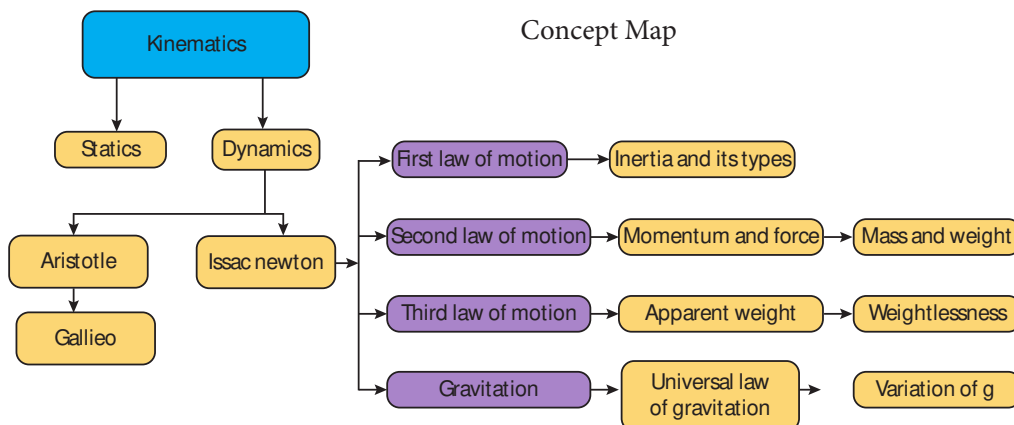 Concept Map
Kinematics
Statics
Dynamics
First law of motion
Inertia and its types
Aristotle
Issac newton
Second law of motion
Momentum and force
Mass and weight
Gallieo
Third law of motion
Apparent weight
Weightlessness
Gravitation
Universal law
of gravitation
Variation of g